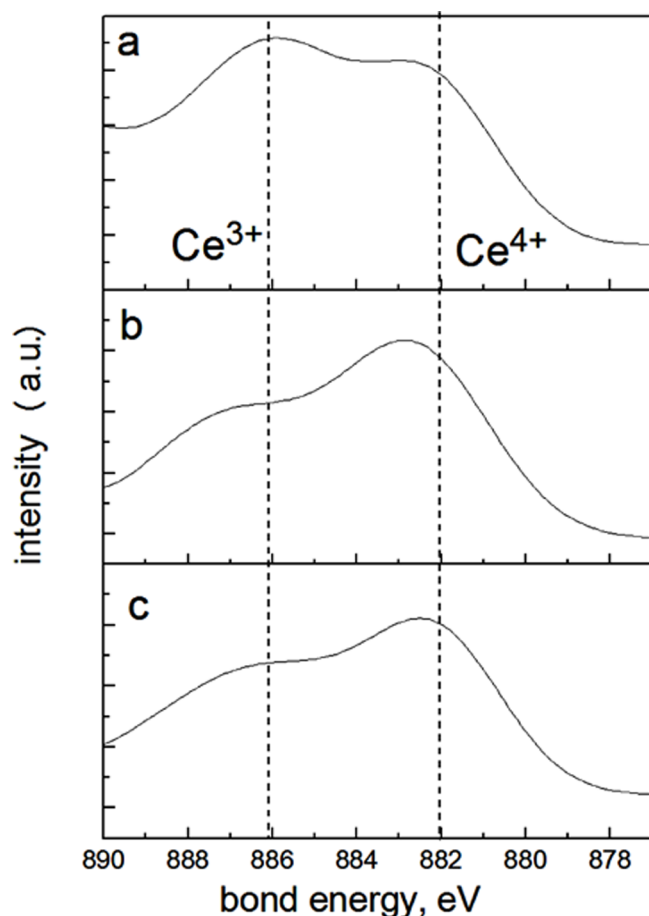 a
Ce³⁺
Ce⁴⁺
b
c
intensity ( a.u.)
890 888 886 884 882 880 878
bond energy, eV